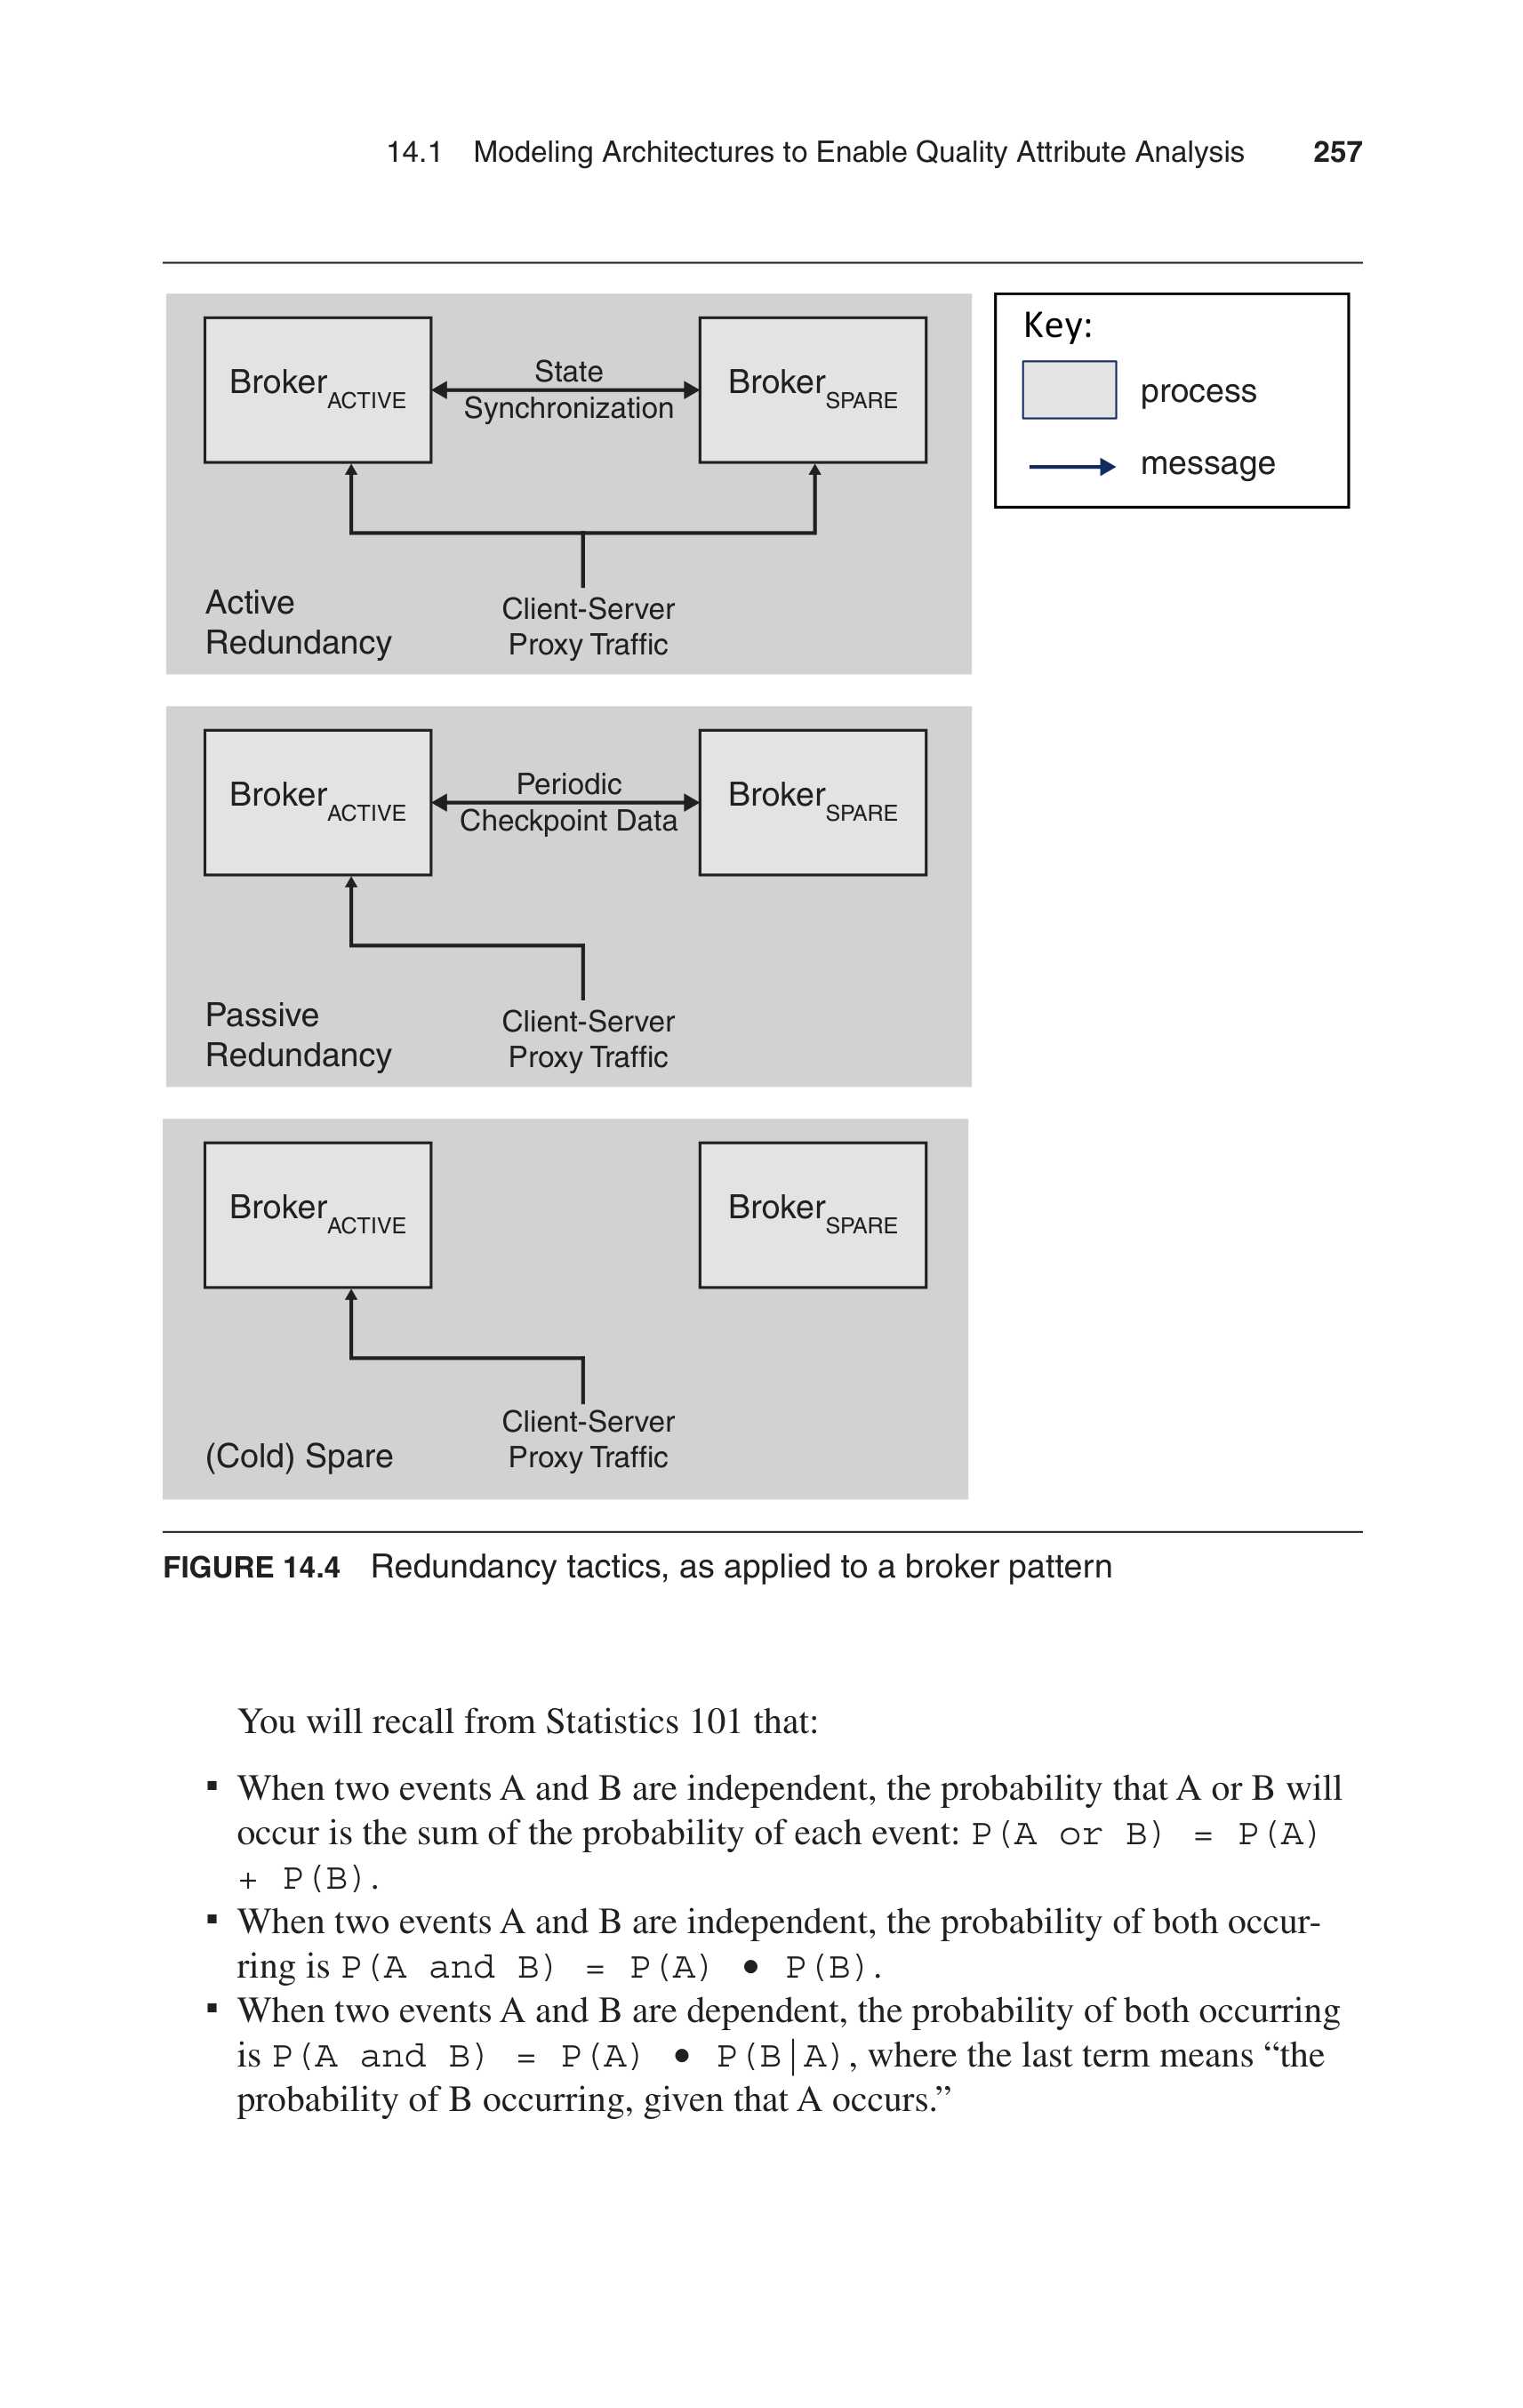 14.1 Modeling Architectures to Enable Quality Attribute Analysis 257
Broker ACTIVE
State
Synchronization
Broker SPARE
Client-Server
Proxy Traffic
Active
Redundancy
Key:
process
message
Broker ACTIVE
Periodic
Checkpoint Data
Broker SPARE
Client-Server
Proxy Traffic
Passive
Redundancy
Broker ACTIVE
Broker SPARE
Client-Server
Proxy Traffic
(Cold) Spare
FIGURE 14.4 Redundancy tactics, as applied to a broker pattern
You will recall from Statistics 101 that:
▪ When two events A and B are independent, the probability that A or B will
occur is the sum of the probability of each event: P(A or B) = P(A)
+ P(B).
▪ When two events A and B are independent, the probability of both occur-
ring is P(A and B) = P(A) • P(B).
▪ When two events A and B are dependent, the probability of both occurring
is P(A and B) = P(A) • P(B|A), where the last term means “the
probability of B occurring, given that A occurs.”